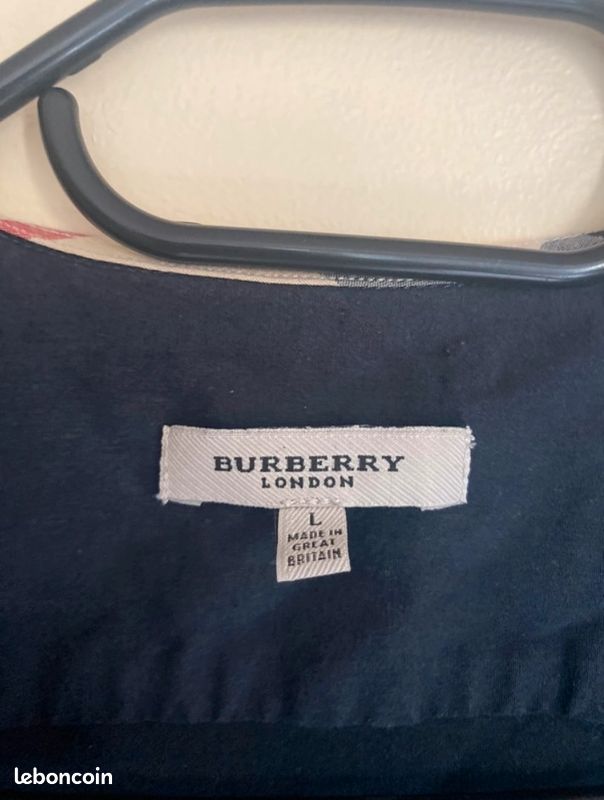 BURBERRY
LONDON
L
MADE IN
GREAT
BRITAIN
leboncoin